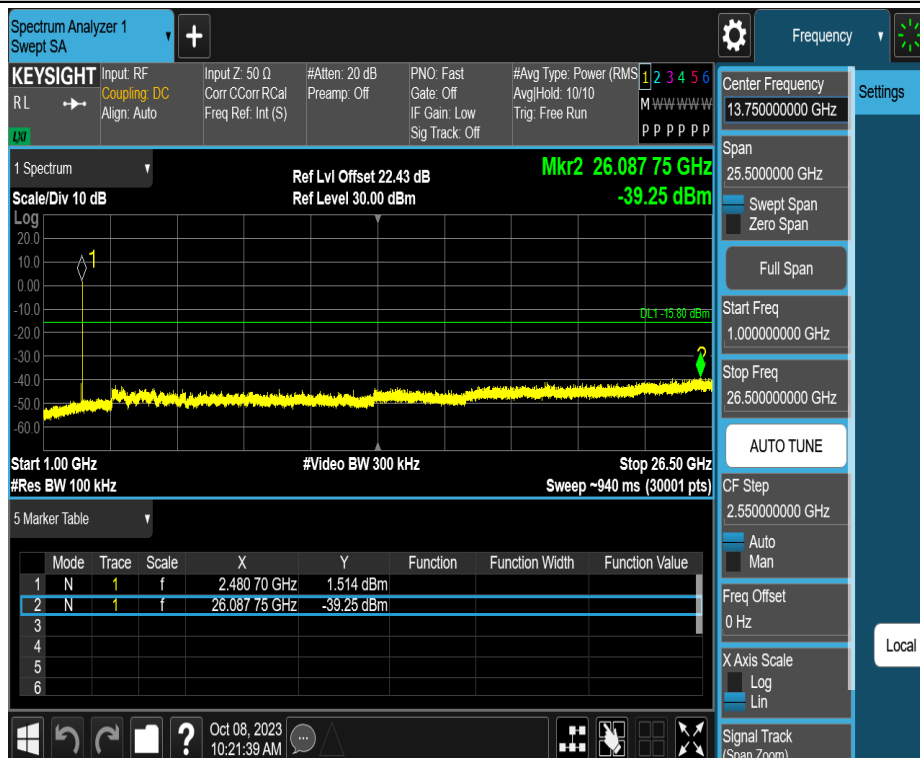 Spectrum Analyzer 1
Swept SA
+
Frequency
KEYSIGHT
RL
LXI
Input: RF
Coupling: DC
Align: Auto
Input Z: 50 Ω
Corr CCorr RCal
Freq Ref: Int (S)
#Atten: 20 dB
Preamp: Off
PNO: Fast
Gate: Off
IF Gain: Low
Sig Track: Off
#Avg Type: Power (RMS
Avg|Hold: 10/10
Trig: Free Run
1 2 3 4 5 6
M W W W W W
P P P P P P
1 Spectrum
Scale/Div 10 dB
Ref Lvl Offset 22.43 dB
Ref Level 30.00 dBm
Mkr2 26.087 75 GHz
-39.25 dBm
Log
20.0
10.0
0.00
-10.0
-20.0
-30.0
-40.0
-50.0
-60.0
1
DL1 -15.80 dBm
2
Start 1.00 GHz
#Res BW 100 kHz
#Video BW 300 kHz
Stop 26.50 GHz
Sweep ~940 ms (30001 pts)
5 Marker Table
Mode Trace Scale X Y Function Function Width Function Value
1 N 1 f 2.480 70 GHz 1.514 dBm
2 N 1 f 26.087 75 GHz -39.25 dBm
3
4
5
6
?
Oct 08, 2023
10:21:39 AM
Center Frequency
13.750000000 GHz
Settings
Span
25.5000000 GHz
Swept Span
Zero Span
Full Span
Start Freq
1.000000000 GHz
Stop Freq
26.500000000 GHz
AUTO TUNE
CF Step
2.550000000 GHz
Auto
Man
Freq Offset
0 Hz
Local
X Axis Scale
Log
Lin
Signal Track
(Span Zoom)